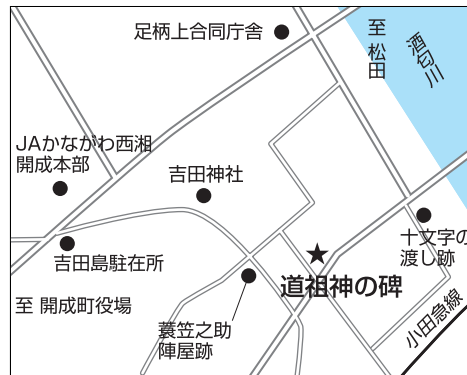 足柄上合同庁舎
至 松田
酒匂川
JAかながわ西湘
開成本部
吉田神社
十文字の
渡し跡
吉田島駐在所
道祖神の碑
至 開成町役場
蓑笠之助
陣屋跡
小田急線